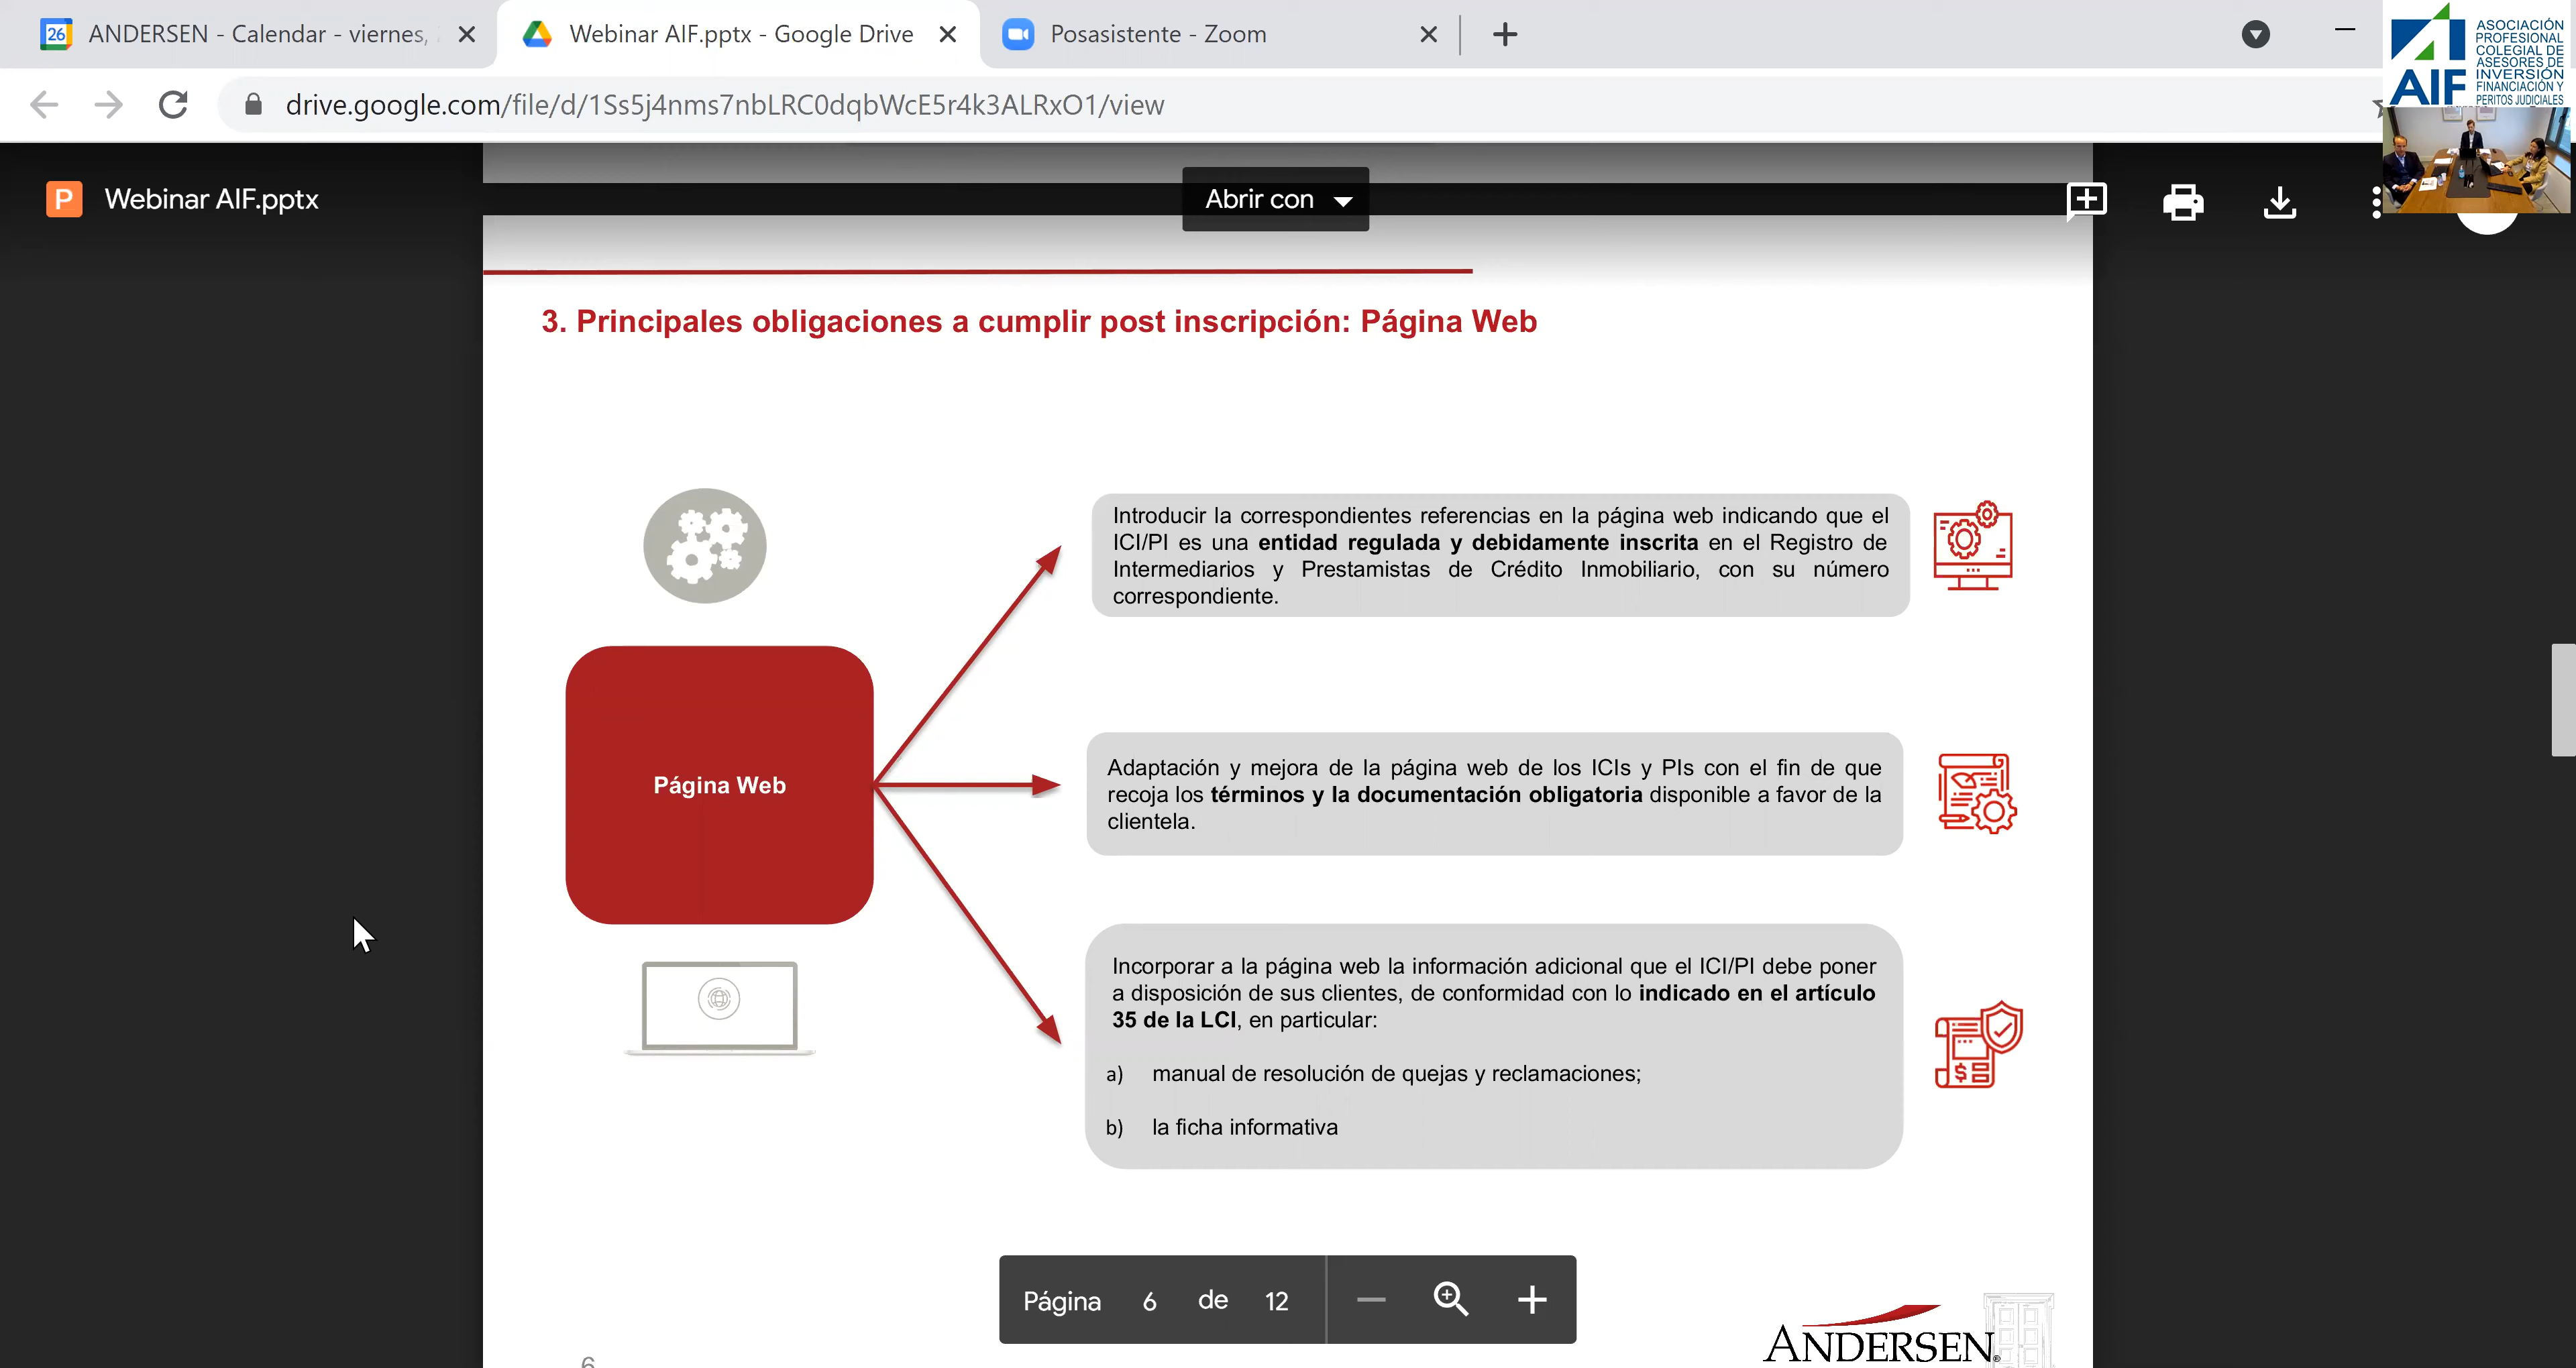 26 ANDERSEN - Calendar - viernes,
Webinar AIF.pptx - Google Drive
Posasistente - Zoom
drive.google.com/file/d/1Ss5j4nms7nbLRC0dqbWcE5r4k3ALRxO1/view
AIF
ASOCIACIÓN
PROFESIONAL
COLEGIAL DE
ASESORES DE
INVERSIÓN
FINANCIACIÓN Y
PERITOS JUDICIALES
P Webinar AIF.pptx
Abrir con
3. Principales obligaciones a cumplir post inscripción: Página Web
Introducir la correspondientes referencias en la página web indicando que el
ICI/PI es una entidad regulada y debidamente inscrita en el Registro de
Intermediarios y Prestamistas de Crédito Inmobiliario, con su número
correspondiente.
Página Web
Adaptación y mejora de la página web de los ICIs y PIs con el fin de que
recoja los términos y la documentación obligatoria disponible a favor de la
clientela.
Incorporar a la página web la información adicional que el ICI/PI debe poner
a disposición de sus clientes, de conformidad con lo indicado en el artículo
35 de la LCI, en particular:
a) manual de resolución de quejas y reclamaciones;
b) la ficha informativa
Página 6 de 12
ANDERSEN®
6